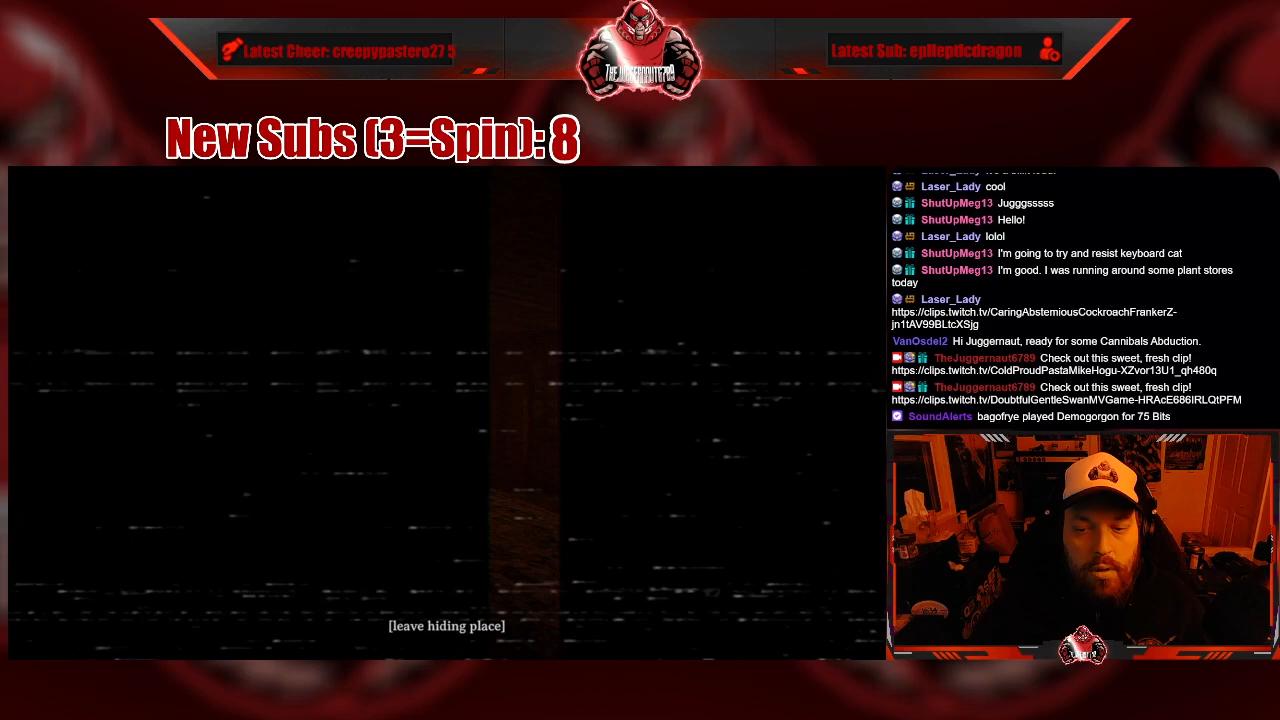 Latest Cheer: creepypastero27 5
Latest Sub: epilepticdragon
THE JUGGERNAUT6789
New Subs (3=Spin): 8
Laser_Lady cool
ShutUpMeg13 Jugggsssss
ShutUpMeg13 Hello!
Laser_Lady lolol
ShutUpMeg13 I'm going to try and resist keyboard cat
ShutUpMeg13 I'm good. I was running around some plant stores
today
Laser_Lady
https://clips.twitch.tv/CaringAbstemiousCockroachFrankerZ-
jn1tAV99BLtcXSjg
VanOsdel2 Hi Juggernaut, ready for some Cannibals Abduction.
TheJuggernaut6789 Check out this sweet, fresh clip!
https://clips.twitch.tv/ColdProudPastaMikeHogu-XZvor13U1_qh480q
TheJuggernaut6789 Check out this sweet, fresh clip!
https://clips.twitch.tv/DoubtfulGentleSwanMVGame-HRAcE686IRLQtPFM
SoundAlerts bagofrye played Demogorgon for 75 Bits
[leave hiding place]